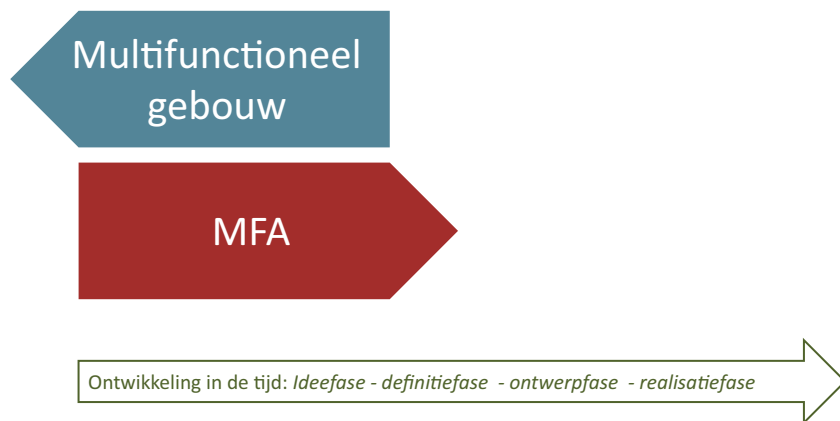 Multifunctioneel
gebouw
MFA
Ontwikkeling in de tijd: Ideefase - definitiefase - ontwerpfase - realisatiefase